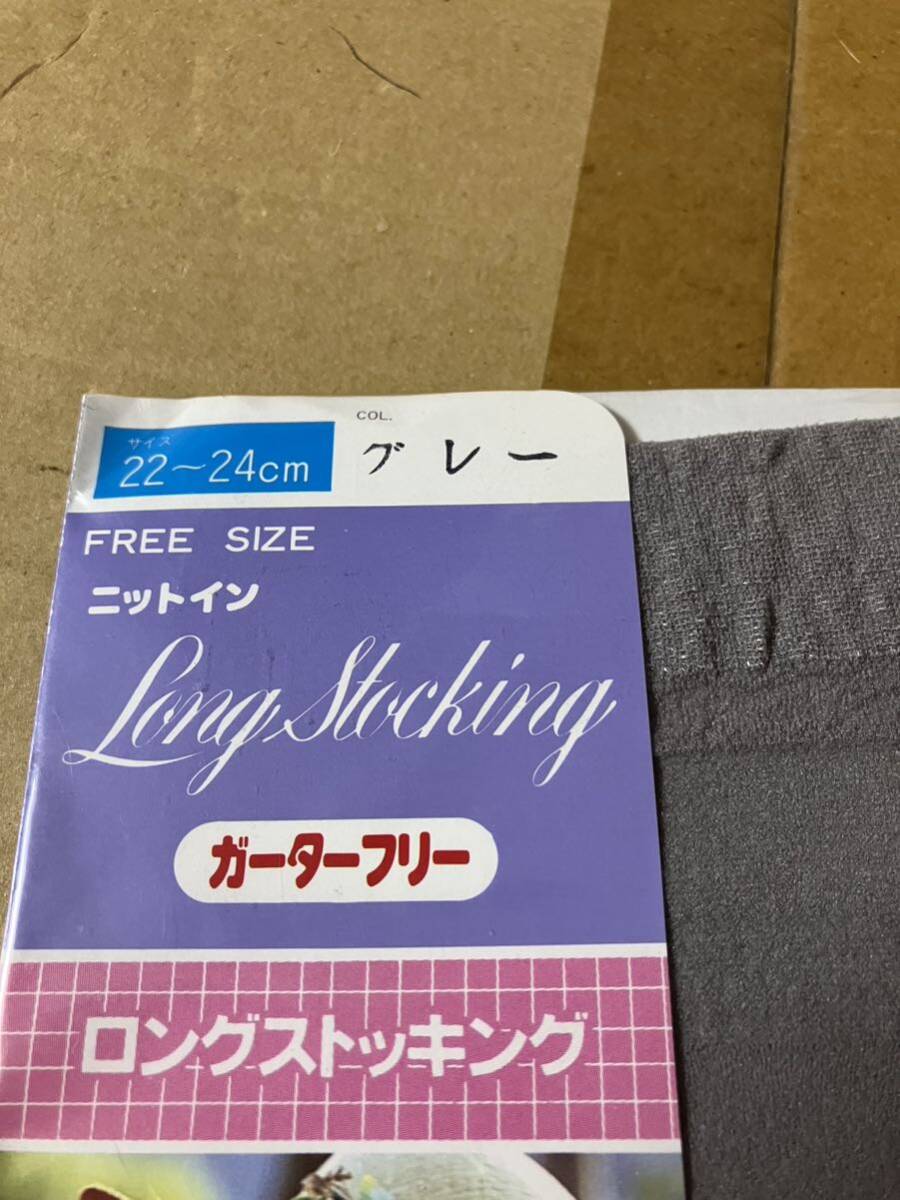 サイズ
22～24cm
COL.
グレー
FREE SIZE
ニットイン
Long Stocking
ガーターフリー
ロングストッキング